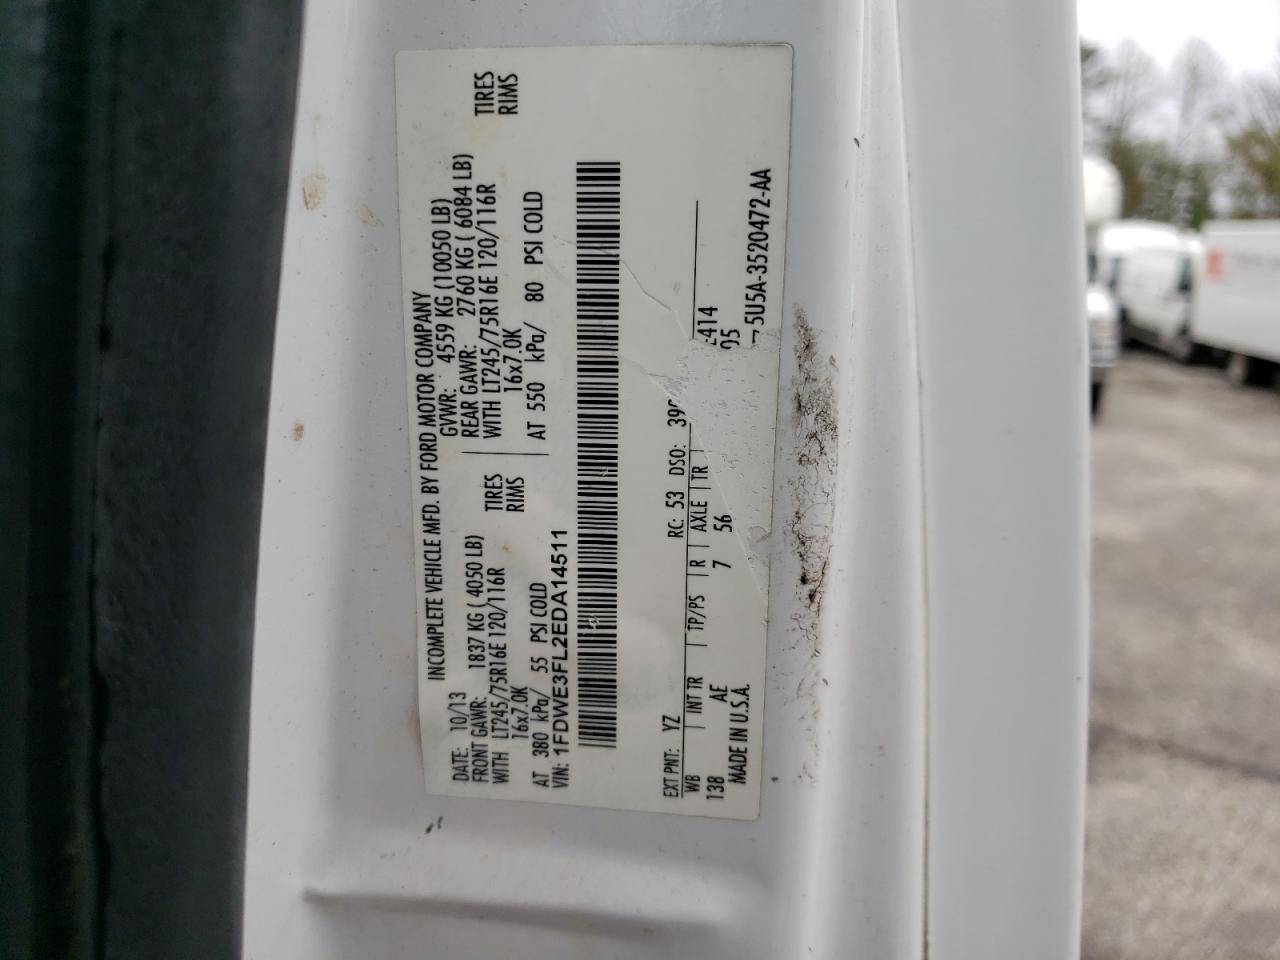 INCOMPLETE VEHICLE MFD. BY FORD MOTOR COMPANY
DATE: 10/13 GVWR: 4559 KG (10050 LB)
FRONT GAWR: 1837 KG ( 4050 LB) REAR GAWR: 2760 KG ( 6084 LB)
WITH LT245/75R16E 120/116R TIRES WITH LT245/75R16E 120/116R TIRES
16x7.0K RIMS 16x7.0K RIMS
AT 380 kPa/ 55 PSI COLD AT 550 kPa/ 80 PSI COLD
VIN: 1FDWE3FL2EDA14511
EXT PNT: YZ RC: 53 DSO: 39
WB INT TR TP/PS R AXLE TR 414
138 AE 7 56 05
MADE IN U.S.A. 5U5A-3520472-AA